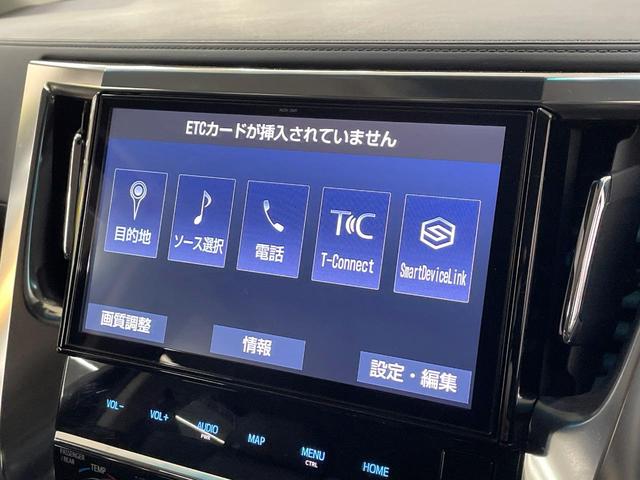 ETCカードが挿入されていません
目的地
ソース選択
電話
T-Connect
SmartDeviceLink
画質調整
情報
設定・編集
VOL-
VOL+
AUDIO
PWR
MAP
MENU
CTRL
HOME
PASSENGER
/REAR
TEMP